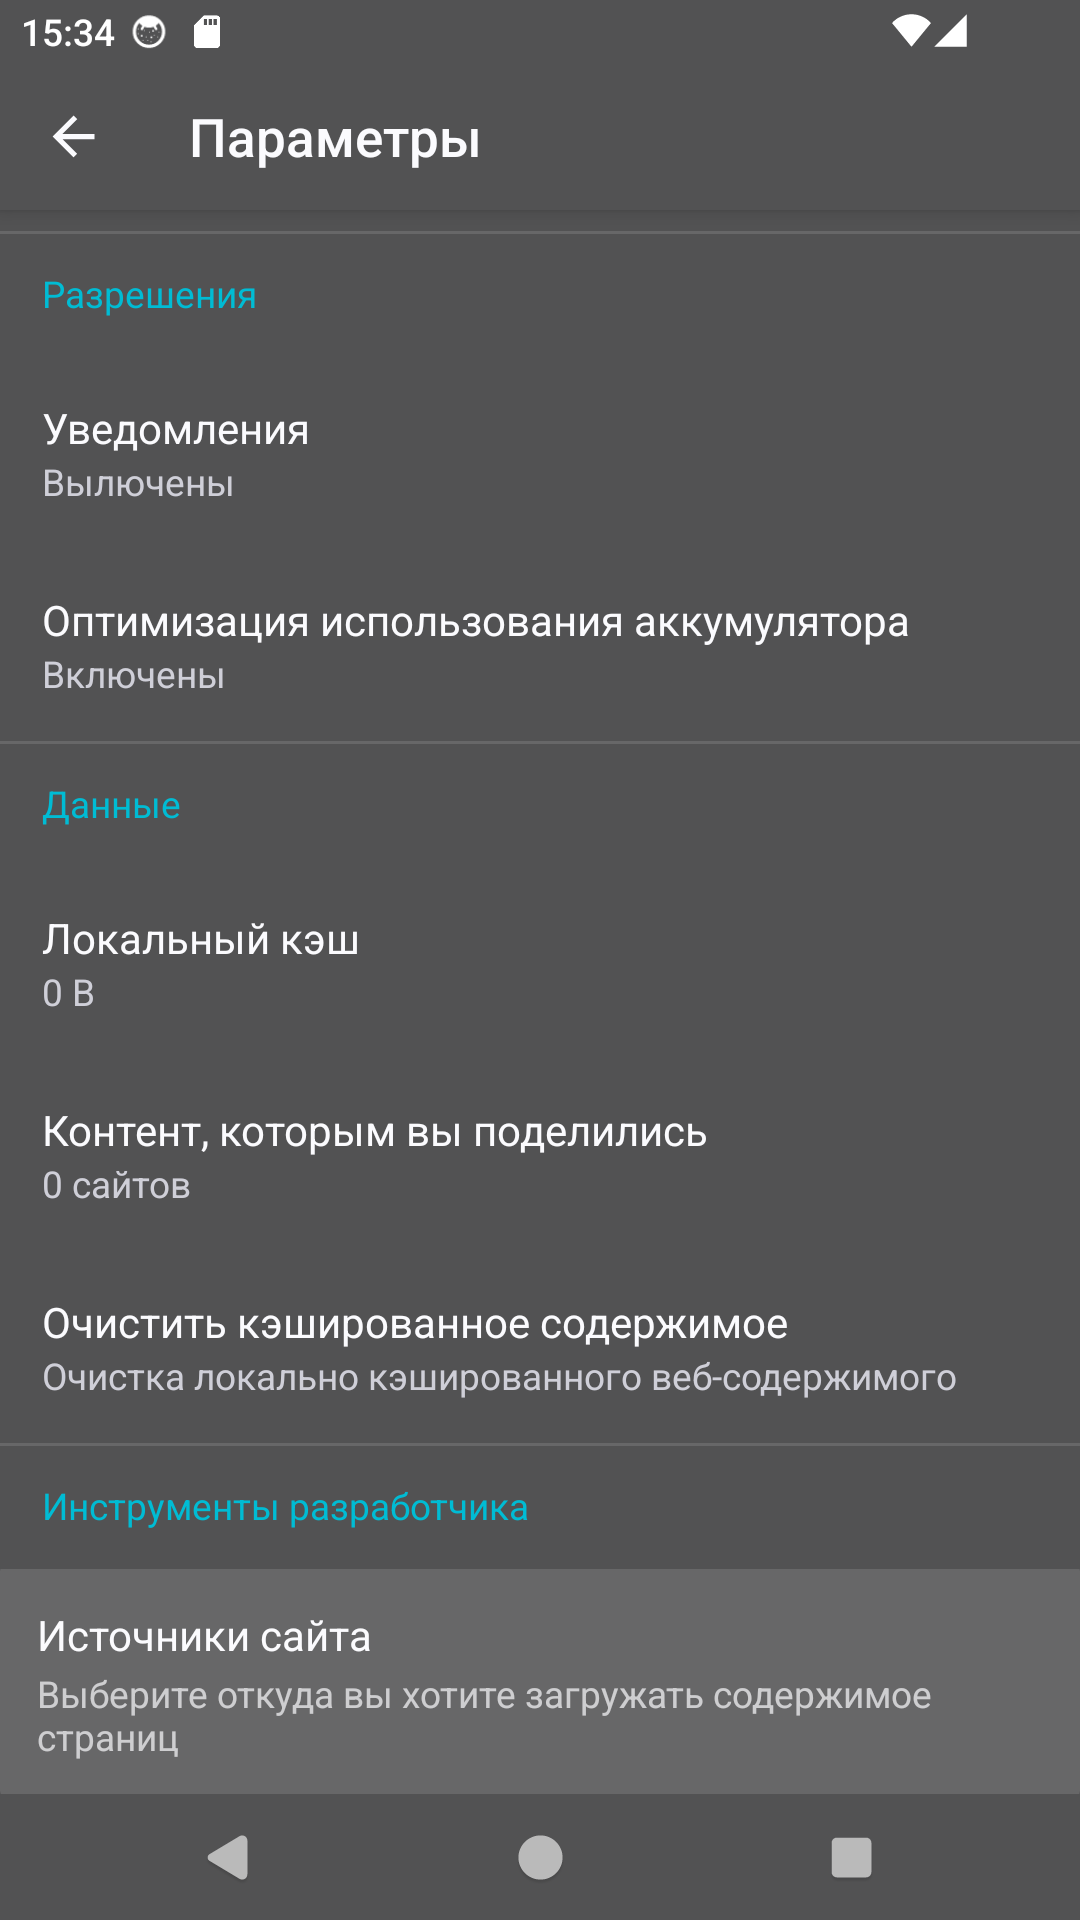 15:34
Параметры
Разрешения
Уведомления
Вылючены
Оптимизация использования аккумулятора
Включены
Данные
Локальный кэш
0 B
Контент, которым вы поделились
0 сайтов
Очистить кэшированное содержимое
Очистка локально кэшированного веб-содержимого
Инструменты разработчика
Источники сайта
Выберите откуда вы хотите загружать содержимое
страниц